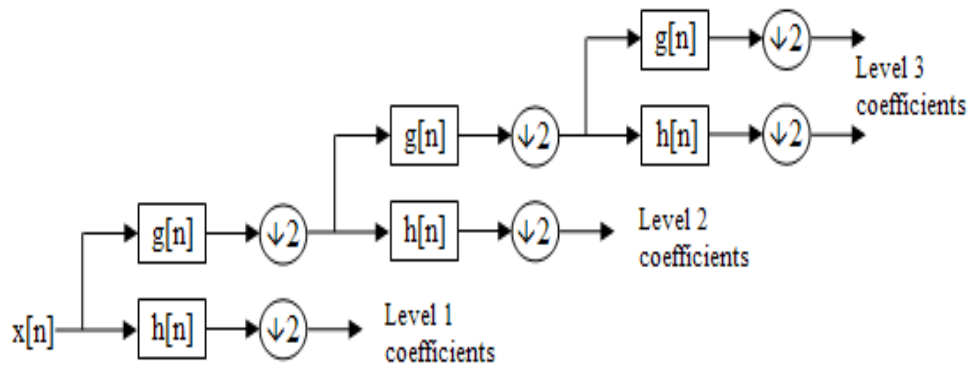 g[n] ↓2
Level 3
coefficients
g[n] ↓2 h[n] ↓2
g[n] ↓2 h[n] ↓2
Level 2
coefficients
x[n] h[n] ↓2
Level 1
coefficients